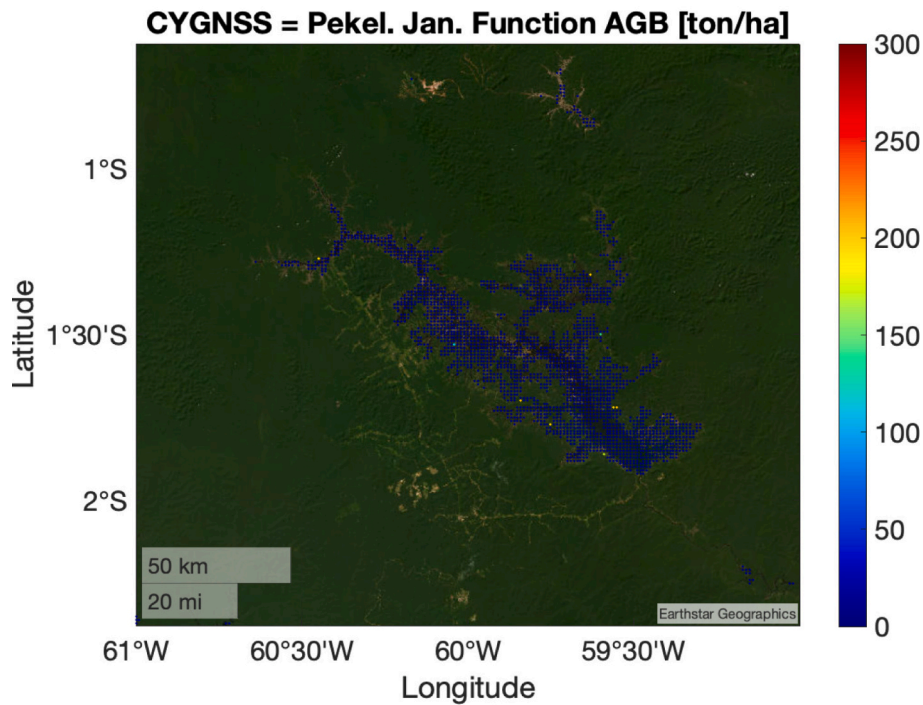 CYGNSS = Pekel. Jan. Function AGB [ton/ha]
300
250
200
150
100
50
0
1°S
1°30'S
2°S
Latitude
50 km
20 mi
Earthstar Geographics
61°W
60°30'W
60°W
59°30'W
Longitude